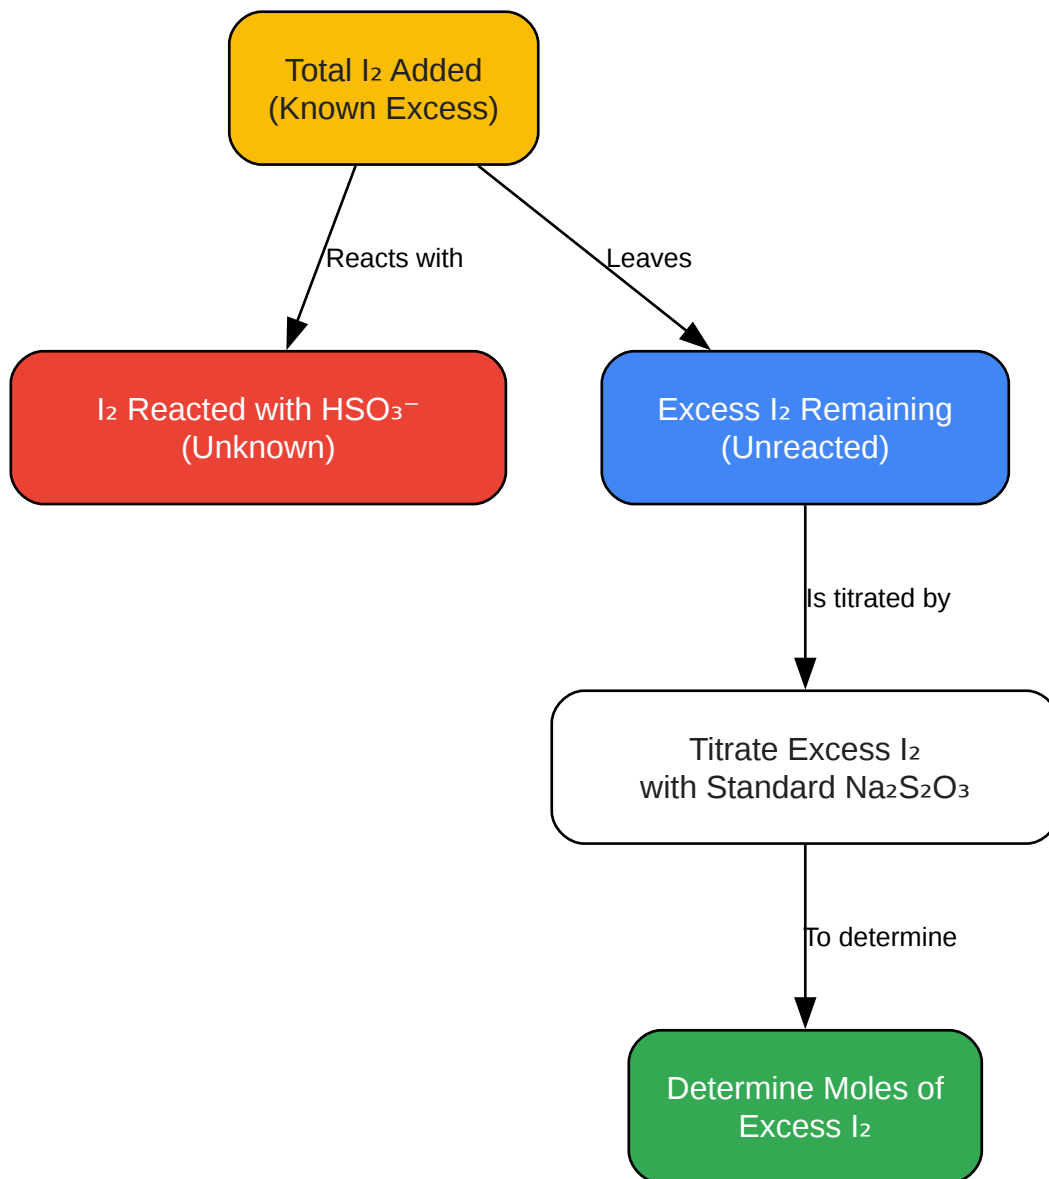 Total I₂ Added
(Known Excess)
Reacts with
Leaves
I₂ Reacted with HSO₃⁻
(Unknown)
Excess I₂ Remaining
(Unreacted)
Is titrated by
Titrate Excess I₂
with Standard Na₂S₂O₃
To determine
Determine Moles of
Excess I₂